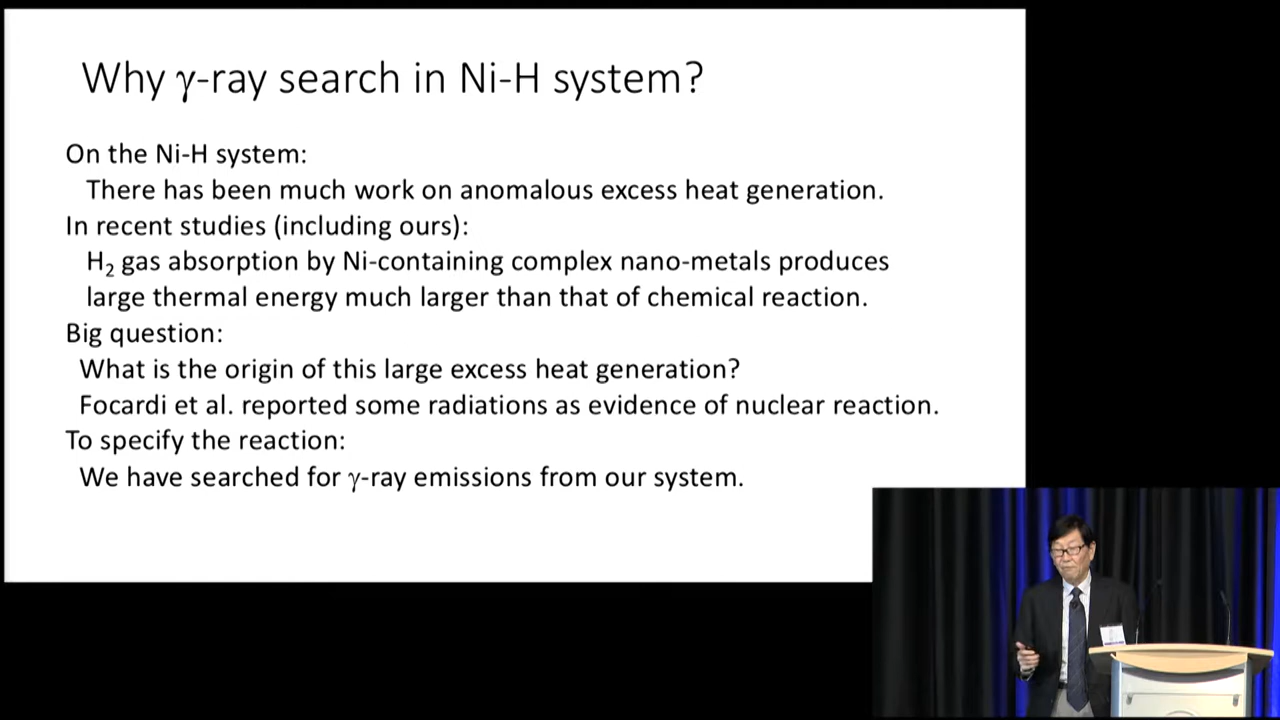 Why γ-ray search in Ni-H system?
On the Ni-H system:
There has been much work on anomalous excess heat generation.
In recent studies (including ours):
H₂ gas absorption by Ni-containing complex nano-metals produces
large thermal energy much larger than that of chemical reaction.
Big question:
What is the origin of this large excess heat generation?
Focardi et al. reported some radiations as evidence of nuclear reaction.
To specify the reaction:
We have searched for γ-ray emissions from our system.